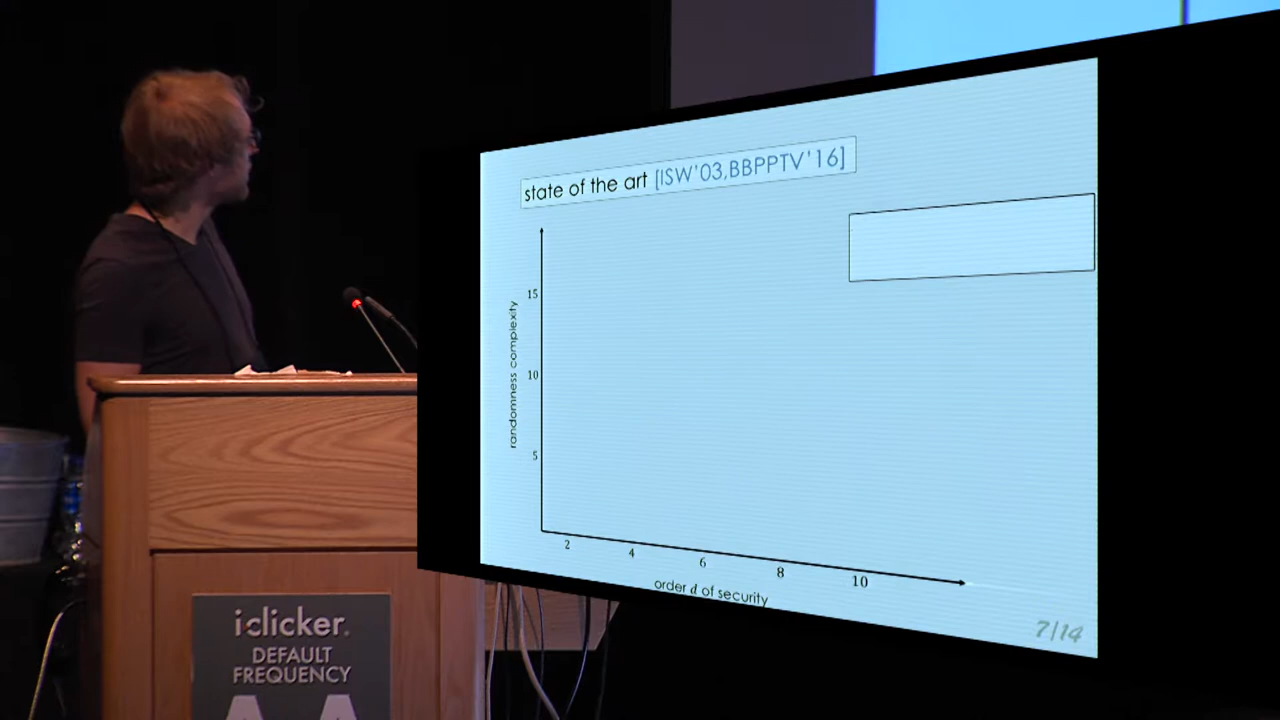 state of the art [ISW'03,BBPPTV'16]
randomness complexity
15
10
5
2
4
6
8
10
order d of security
7/14
i>clicker.
DEFAULT
FREQUENCY
AA